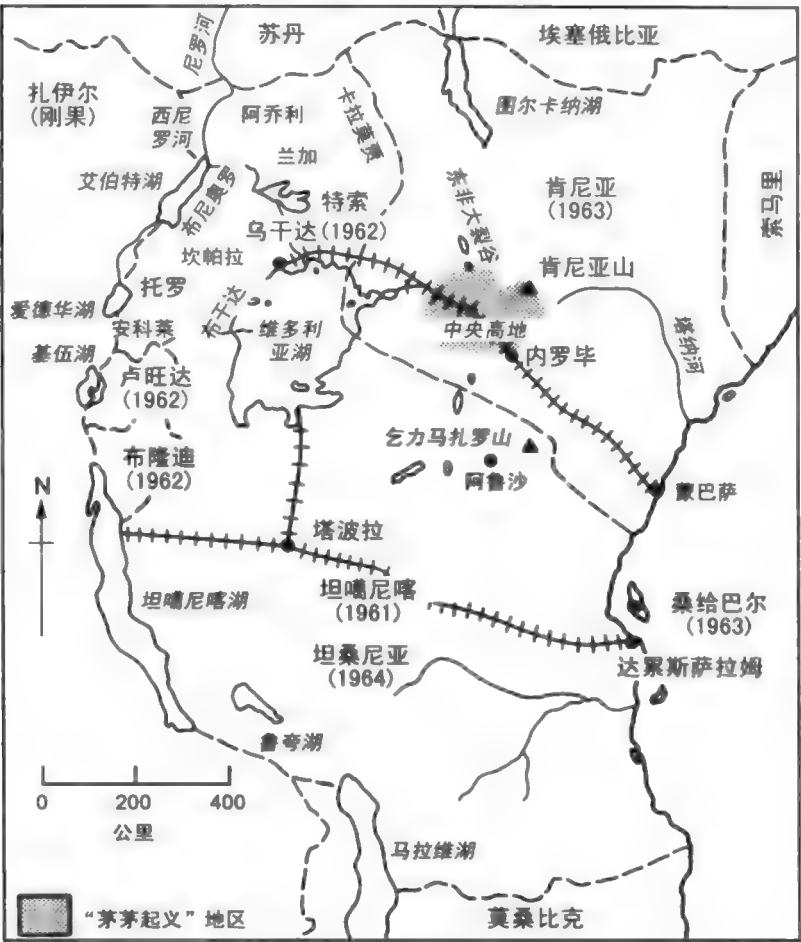 尼罗河
苏丹
埃塞俄比亚
扎伊尔
(刚果)
西尼
罗河
阿乔利
卡拉莫贾
图尔卡纳湖
兰加
艾伯特湖
布尼奥罗
特索
东非大裂谷
肯尼亚
(1963)
索马里
乌干达(1962)
坎帕拉
肯尼亚山
托罗
爱德华湖
布干达
安科莱
维多利
亚湖
中央高地
塔纳河
基伍湖
内罗毕
卢旺达
(1962)
乞力马扎罗山
布隆迪
(1962)
阿鲁沙
N
蒙巴萨
塔波拉
坦噶尼喀湖
坦噶尼喀
(1961)
桑给巴尔
(1963)
坦桑尼亚
(1964)
达累斯萨拉姆
鲁夸湖
0 200 400
公里
马拉维湖
“茅茅起义”地区
莫桑比克